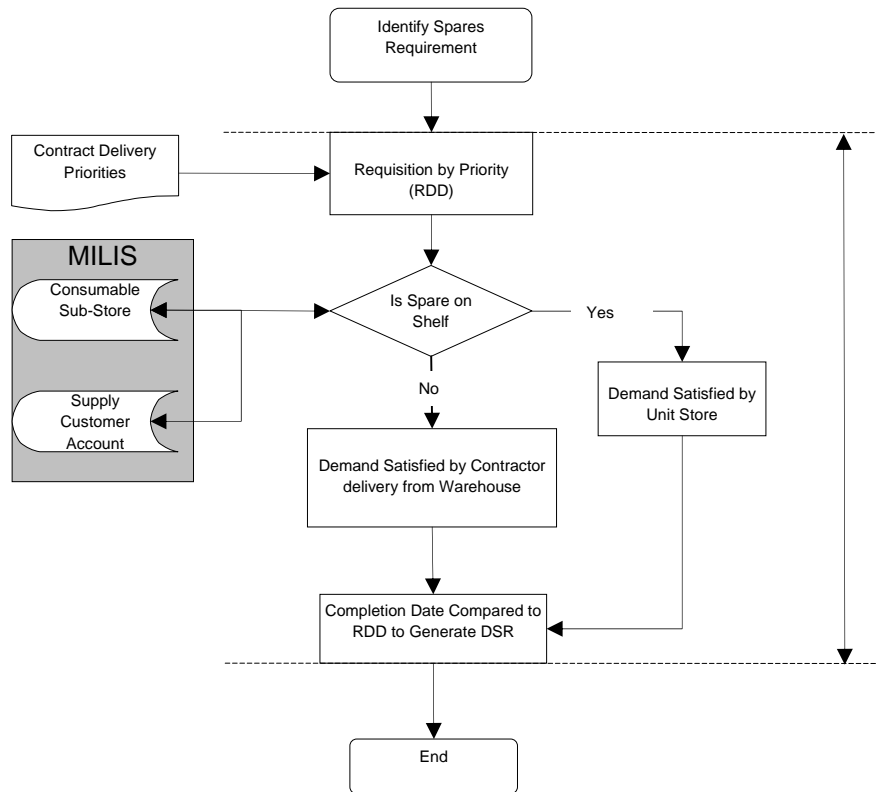 Identify Spares
Requirement
Contract Delivery
Priorities
Requisition by Priority
(RDD)
MILIS
Consumable
Sub-Store
Is Spare on
Shelf
Yes
Supply
Customer
Account
No
Demand Satisfied by
Unit Store
Demand Satisfied by Contractor
delivery from Warehouse
Completion Date Compared to
RDD to Generate DSR
End